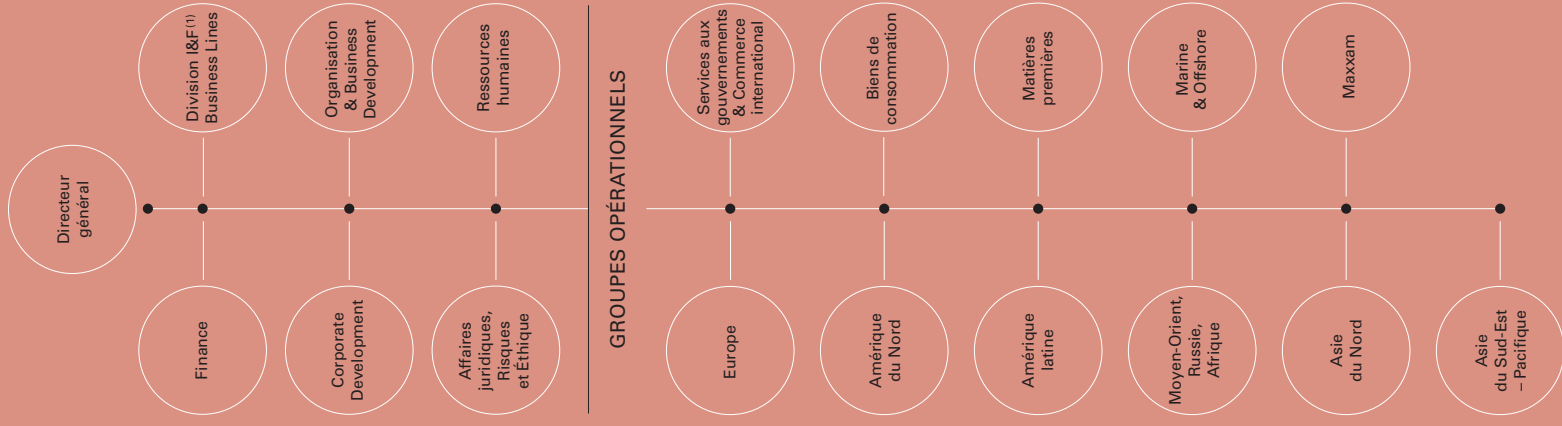 Directeur
général
Finance
Division I&F (1)
Business Lines
Corporate
Development
Organisation
& Business
Development
Affaires
juridiques,
Risques
et Éthique
Ressources
humaines
GROUPES OPÉRATIONNELS
Europe
Services aux
gouvernements
& Commerce
international
Amérique
du Nord
Biens de
consommation
Amérique
latine
Matières
premières
Moyen-Orient,
Russie,
Afrique
Marine
& Offshore
Asie
du Nord
Maxxam
Asie
du Sud-Est
– Pacifique